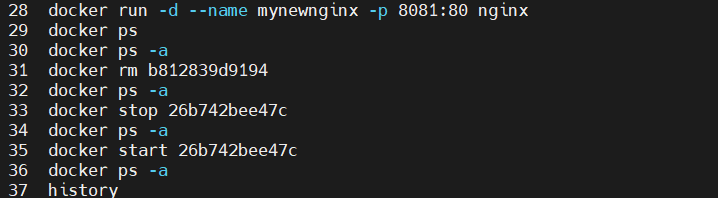 28 docker run -d --name mynewnginx -p 8081:80 nginx
29 docker ps
30 docker ps -a
31 docker rm b812839d9194
32 docker ps -a
33 docker stop 26b742bee47c
34 docker ps -a
35 docker start 26b742bee47c
36 docker ps -a
37 history